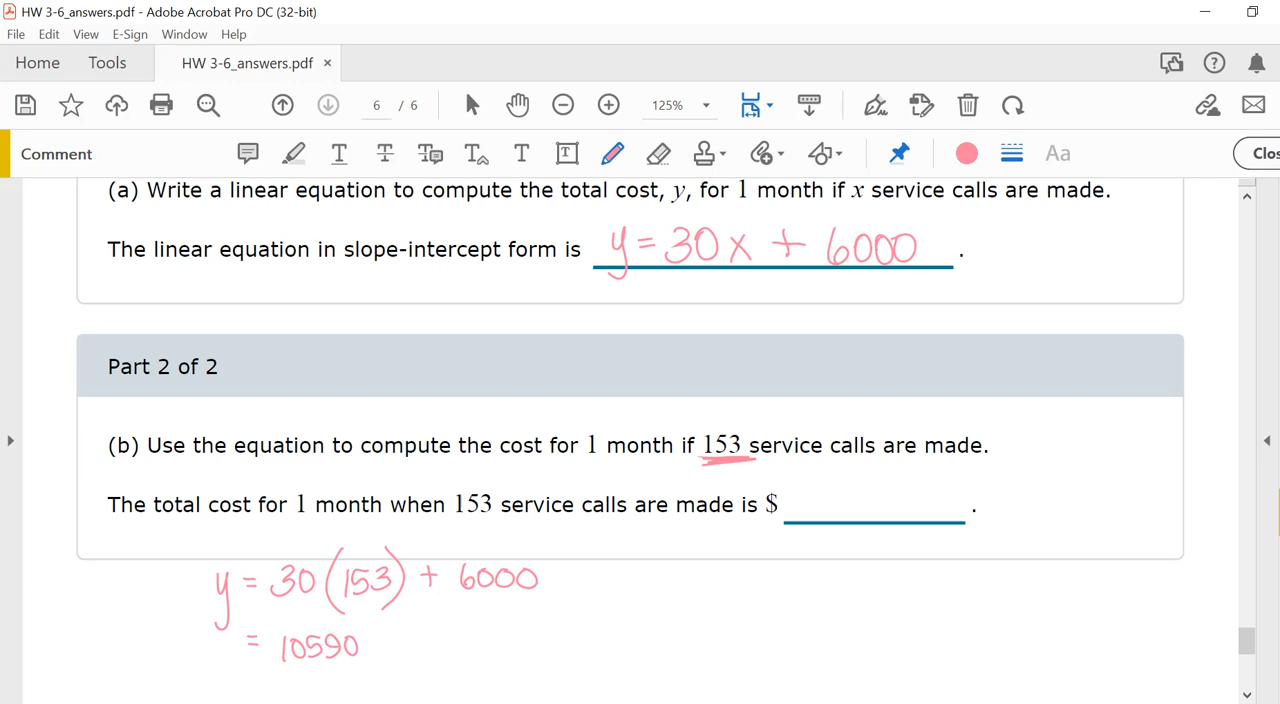 HW 3-6_answers.pdf - Adobe Acrobat Pro DC (32-bit)
File Edit View E-Sign Window Help
Home Tools HW 3-6_answers.pdf ×
6 / 6 125%
Comment T T T T T T Aa Clos
(a) Write a linear equation to compute the total cost, y, for 1 month if x service calls are made.
The linear equation in slope-intercept form is y = 30x + 6000 .
Part 2 of 2
(b) Use the equation to compute the cost for 1 month if 153 service calls are made.
The total cost for 1 month when 153 service calls are made is $ .
y = 30(153) + 6000
= 10590